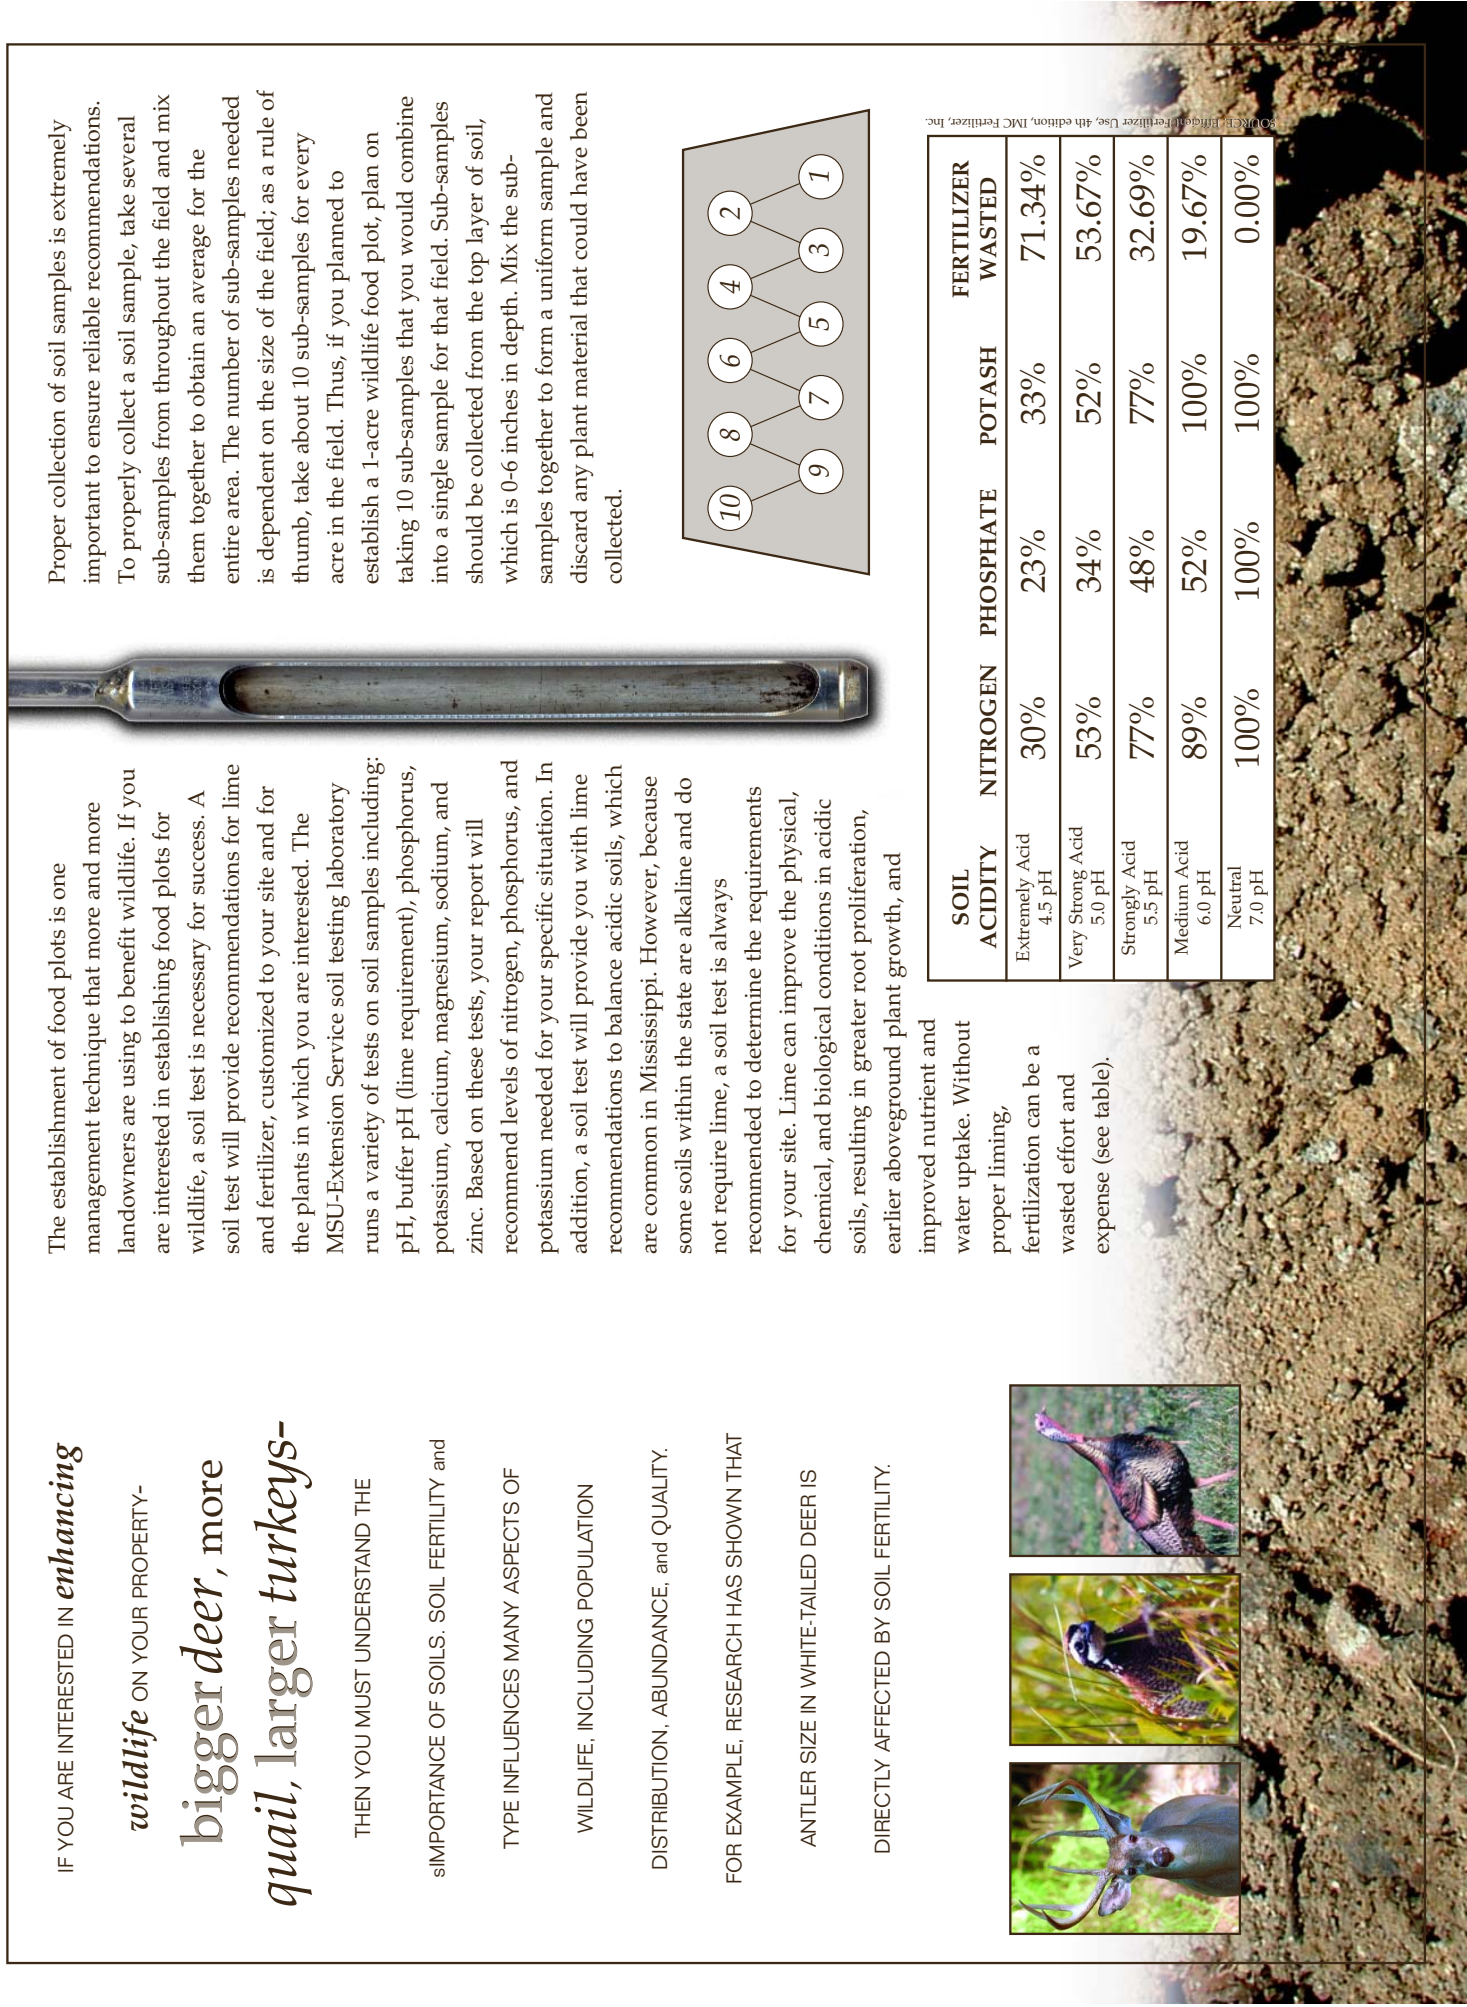 IF YOU ARE INTERESTED IN enhancing
wildlife ON YOUR PROPERTY-
bigger deer, more
quail, larger turkeys-
THEN YOU MUST UNDERSTAND THE
sIMPORTANCE OF SOILS. SOIL FERTILITY and
TYPE INFLUENCES MANY ASPECTS OF
WILDLIFE, INCLUDING POPULATION
DISTRIBUTION, ABUNDANCE, and QUALITY.
FOR EXAMPLE, RESEARCH HAS SHOWN THAT
ANTLER SIZE IN WHITE-TAILED DEER IS
DIRECTLY AFFECTED BY SOIL FERTILITY.
The establishment of food plots is one
management technique that more and more
landowners are using to benefit wildlife. If you
are interested in establishing food plots for
wildlife, a soil test is necessary for success. A
soil test will provide recommendations for lime
and fertilizer, customized to your site and for
the plants in which you are interested. The
MSU-Extension Service soil testing laboratory
runs a variety of tests on soil samples including:
pH, buffer pH (lime requirement), phosphorus,
potassium, calcium, magnesium, sodium, and
zinc. Based on these tests, your report will
recommend levels of nitrogen, phosphorus, and
potassium needed for your specific situation. In
addition, a soil test will provide you with lime
recommendations to balance acidic soils, which
are common in Mississippi. However, because
some soils within the state are alkaline and do
not require lime, a soil test is always
recommended to determine the requirements
for your site. Lime can improve the physical,
chemical, and biological conditions in acidic
soils, resulting in greater root proliferation,
earlier aboveground plant growth, and
improved nutrient and
water uptake. Without
proper liming,
fertilization can be a
wasted effort and
expense (see table).
Proper collection of soil samples is extremely
important to ensure reliable recommendations.
To properly collect a soil sample, take several
sub-samples from throughout the field and mix
them together to obtain an average for the
entire area. The number of sub-samples needed
is dependent on the size of the field; as a rule of
thumb, take about 10 sub-samples for every
acre in the field. Thus, if you planned to
establish a 1-acre wildlife food plot, plan on
taking 10 sub-samples that you would combine
into a single sample for that field. Sub-samples
should be collected from the top layer of soil,
which is 0-6 inches in depth. Mix the sub-
samples together to form a uniform sample and
discard any plant material that could have been
collected.
10 8 6 4 2
9 7 5 3 1
SOIL ACIDITY NITROGEN PHOSPHATE POTASH FERTILIZER WASTED
Extremely Acid 4.5 pH 30% 23% 33% 71.34%
Very Strong Acid 5.0 pH 53% 34% 52% 53.67%
Strongly Acid 5.5 pH 77% 48% 77% 32.69%
Medium Acid 6.0 pH 89% 52% 100% 19.67%
Neutral 7.0 pH 100% 100% 100% 0.00%
SOURCE: Efficient Fertilizer Use, 4th edition, IMC Fertilizer, Inc.